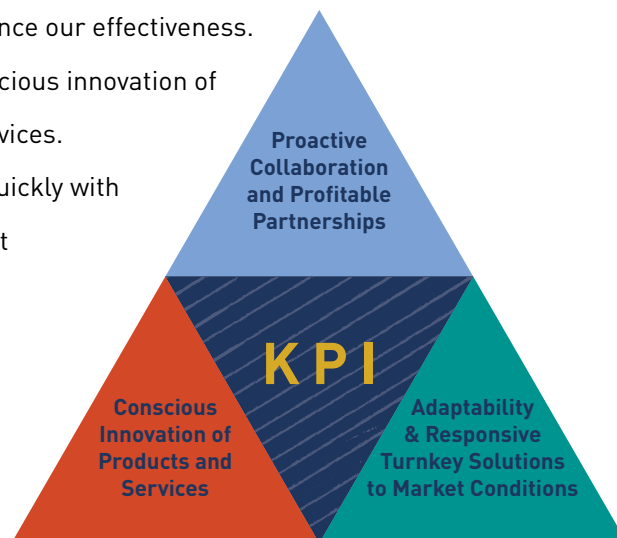 nce our effectiveness.
cious innovation of
vices.
uickly with
t
Proactive
Collaboration
and Profitable
Partnerships
KPI
Conscious
Innovation of
Products and
Services
Adaptability
& Responsive
Turnkey Solutions
to Market Conditions